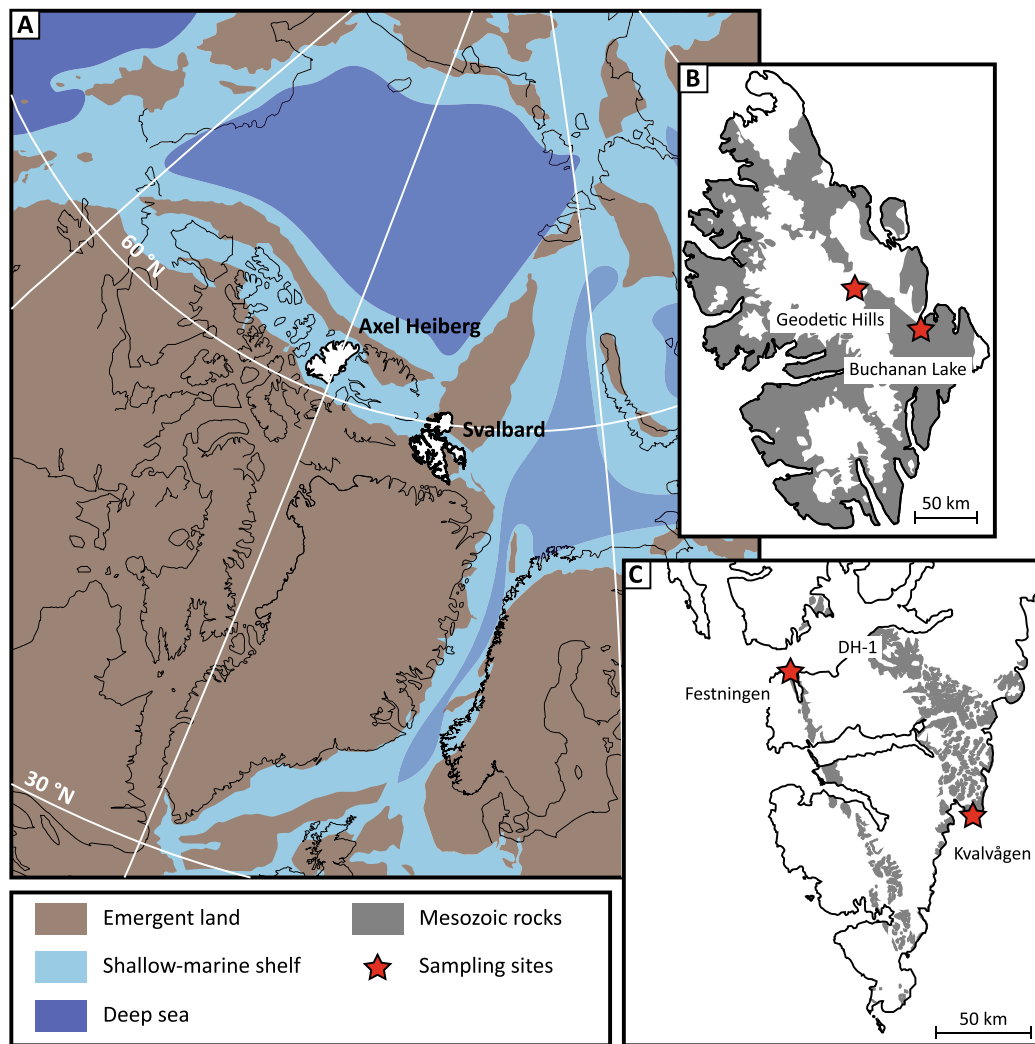 A
60 °N
Axel Heiberg
Svalbard
30 °N
B
Geodetic Hills
Buchanan Lake
50 km
C
DH-1
Festningen
Kvalvågen
50 km
Emergent land
Mesozoic rocks
Shallow-marine shelf
Sampling sites
Deep sea